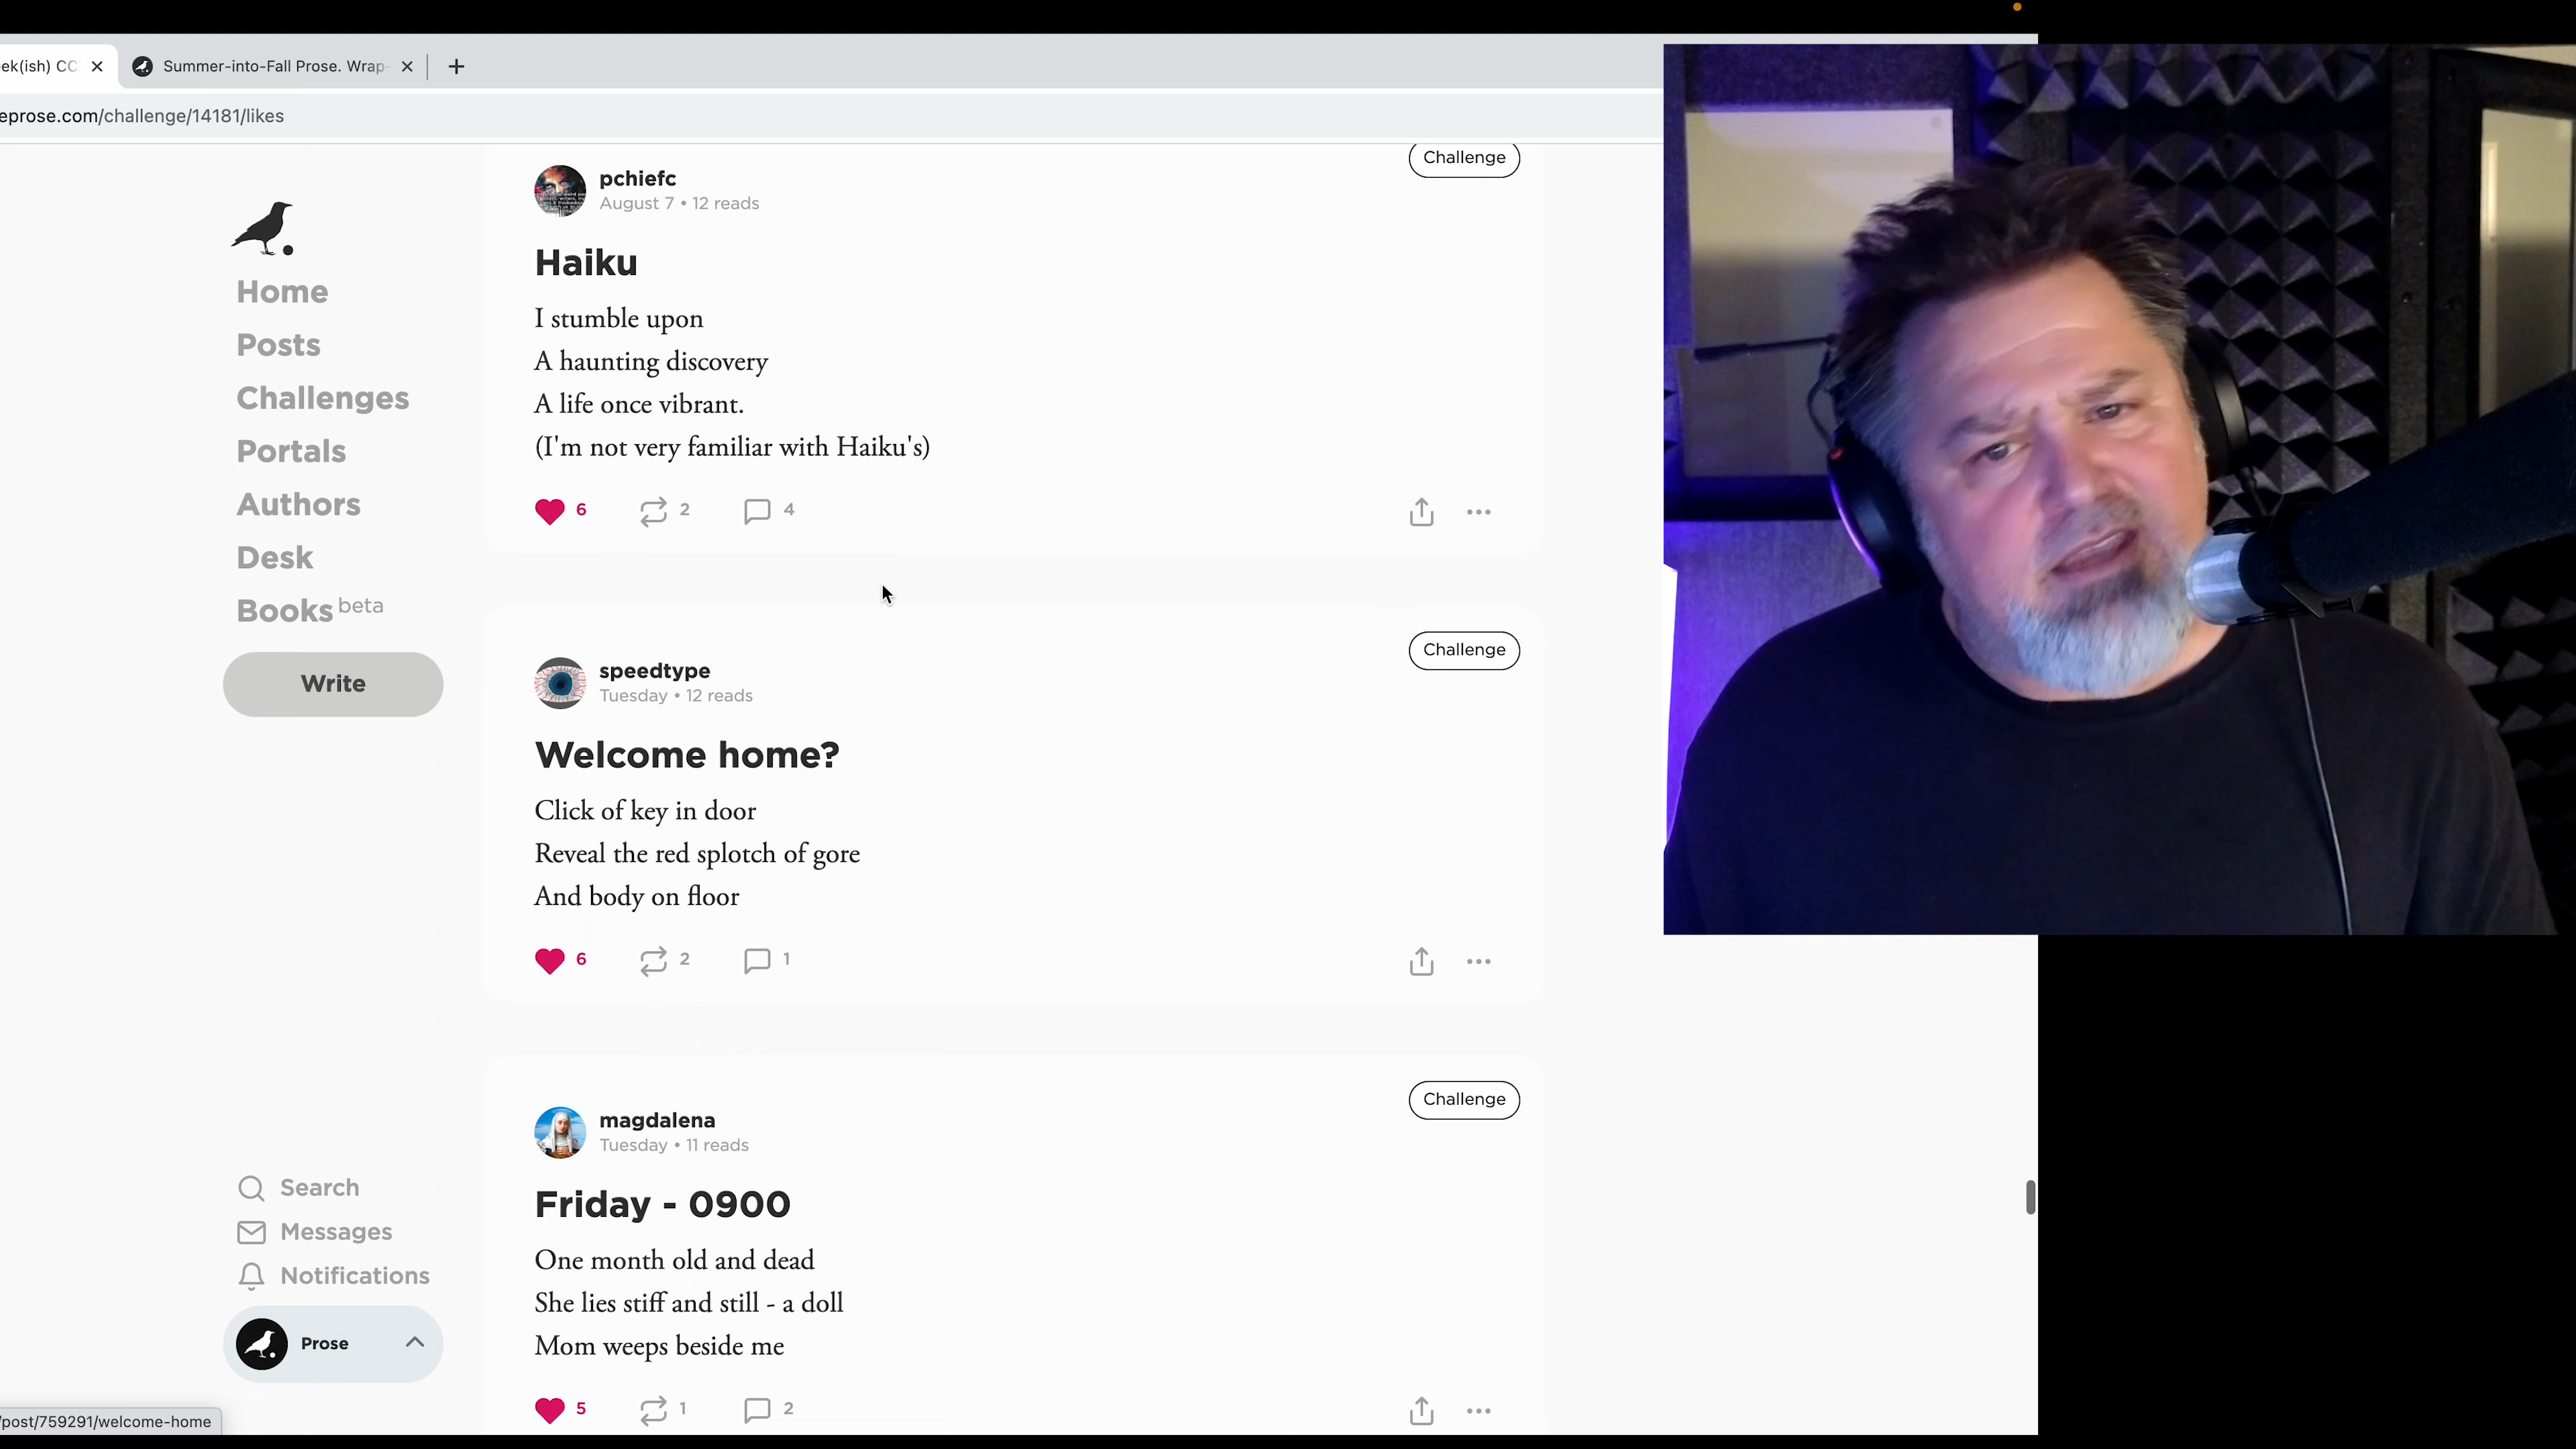 ek(ish) CC
Summer-into-Fall Prose. Wrap-
eprose.com/challenge/14181/likes
Home
Posts
Challenges
Portals
Authors
Desk
Books beta
Write
Search
Messages
Notifications
Prose
/post/759291/welcome-home
Challenge
pchiefc
August 7 • 12 reads
Haiku
I stumble upon
A haunting discovery
A life once vibrant.
(I'm not very familiar with Haiku's)
6 2 4
Challenge
speedtype
Tuesday • 12 reads
Welcome home?
Click of key in door
Reveal the red splotch of gore
And body on floor
6 2 1
Challenge
magdalena
Tuesday • 11 reads
Friday - 0900
One month old and dead
She lies stiff and still - a doll
Mom weeps beside me
5 1 2